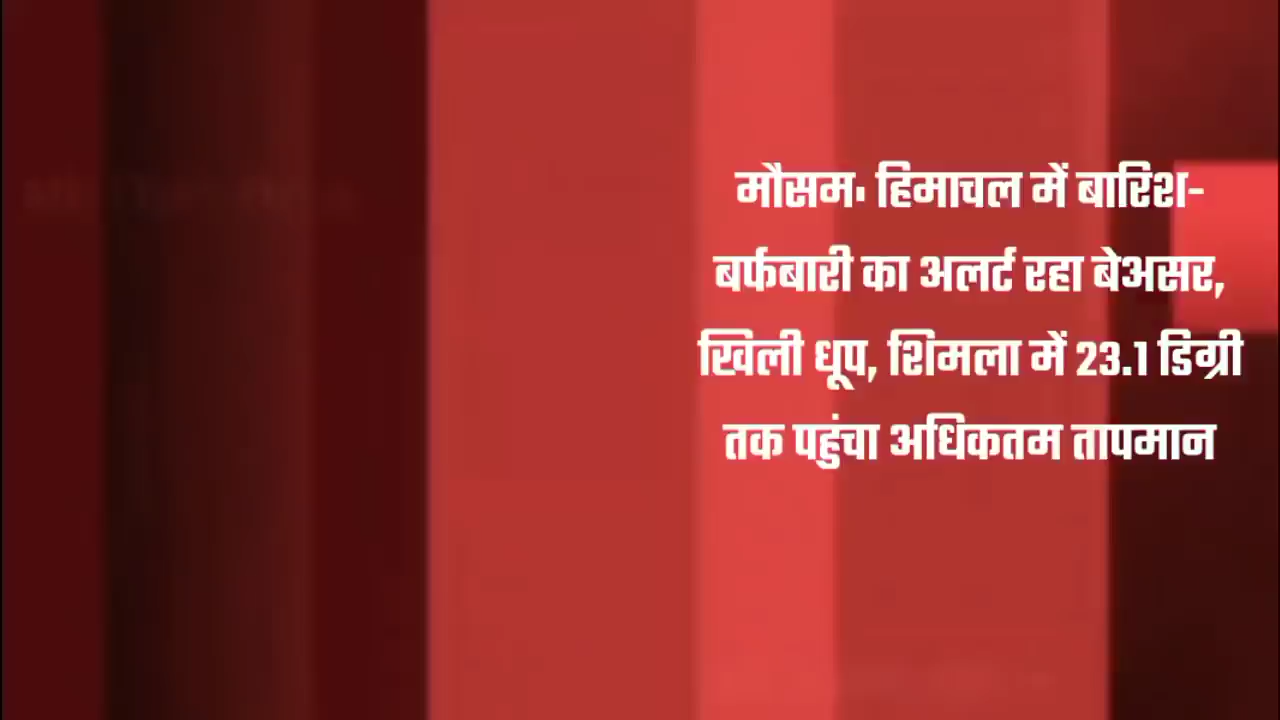 मौसम: हिमाचल में बारिश-
बर्फबारी का अलर्ट रहा बेअसर,
खिली धूप, शिमला में 23.1 डिग्री
तक पहुंचा अधिकतम तापमान